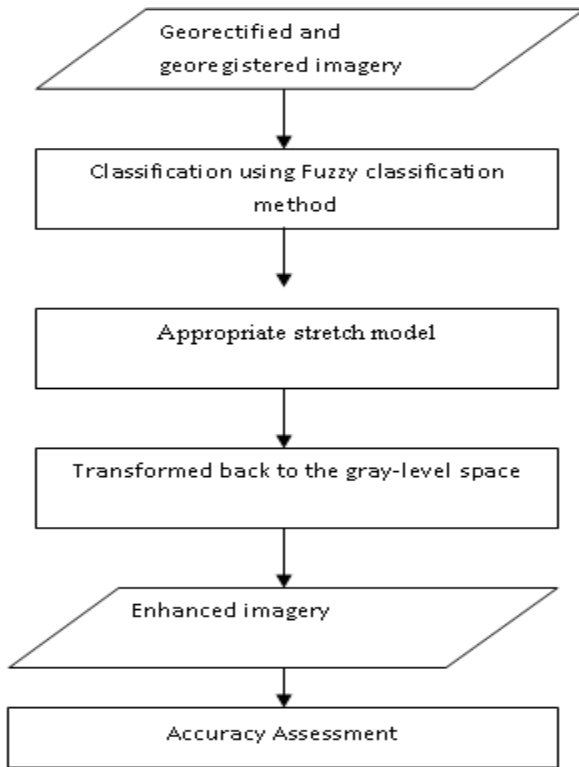 Georectified and
georegistered imagery
Classification using Fuzzy classification
method
Appropriate stretch model
Transformed back to the gray-level space
Enhanced imagery
Accuracy Assessment